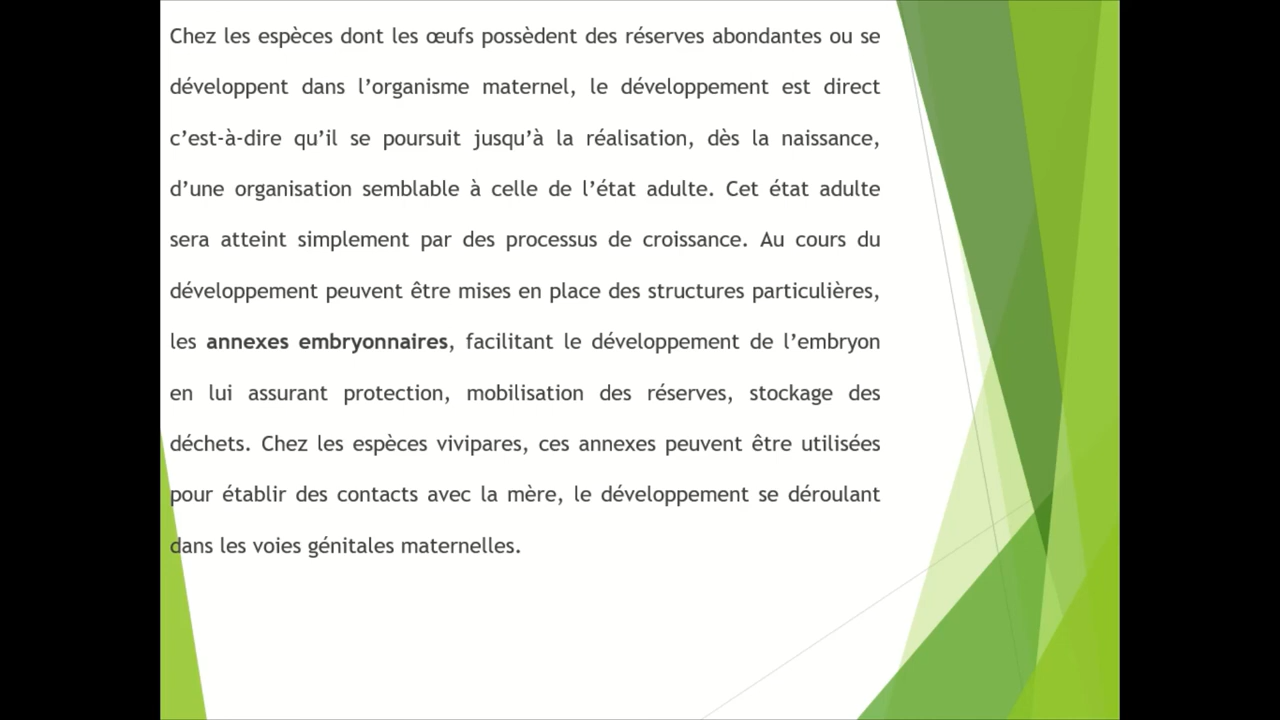 Chez les espèces dont les œufs possèdent des réserves abondantes ou se
développent dans l’organisme maternel, le développement est direct
c’est-à-dire qu’il se poursuit jusqu’à la réalisation, dès la naissance,
d’une organisation semblable à celle de l’état adulte. Cet état adulte
sera atteint simplement par des processus de croissance. Au cours du
développement peuvent être mises en place des structures particulières,
les annexes embryonnaires, facilitant le développement de l’embryon
en lui assurant protection, mobilisation des réserves, stockage des
déchets. Chez les espèces vivipares, ces annexes peuvent être utilisées
pour établir des contacts avec la mère, le développement se déroulant
dans les voies génitales maternelles.